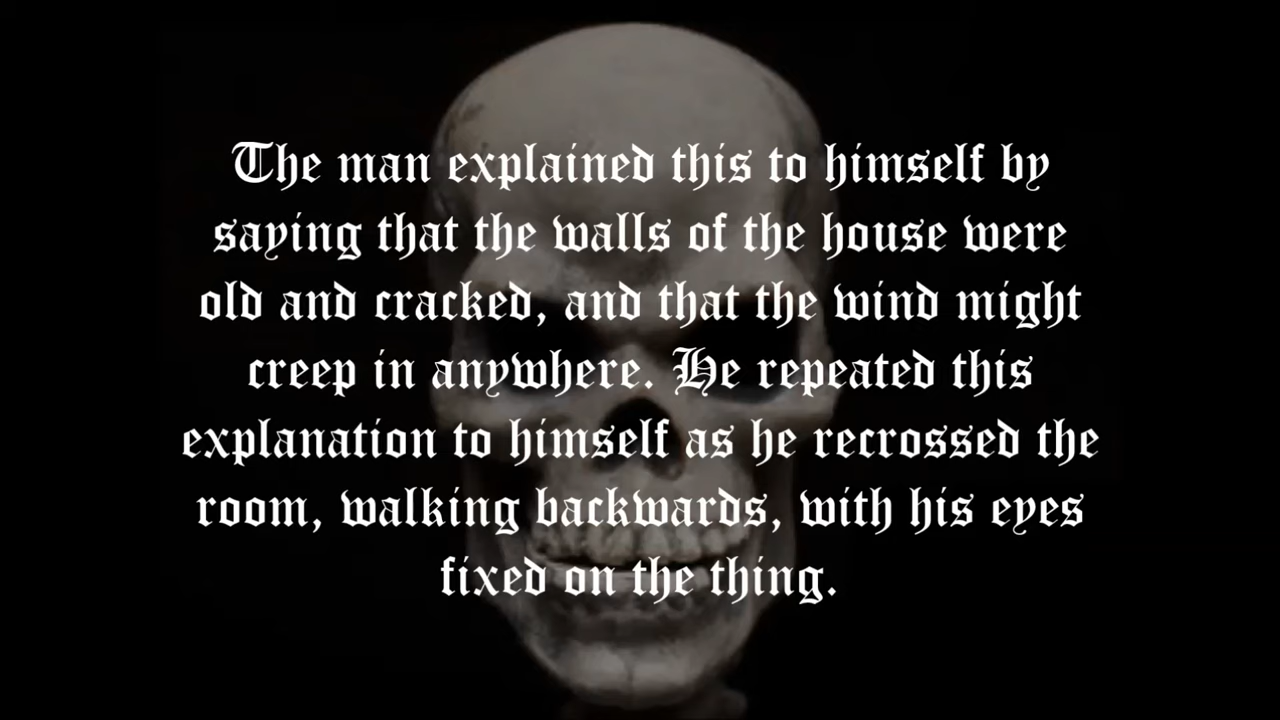 The man explained this to himself by
saying that the walls of the house were
old and cracked, and that the wind might
creep in anywhere. He repeated this
explanation to himself as he recrossed the
room, walking backwards, with his eyes
fixed on the thing.